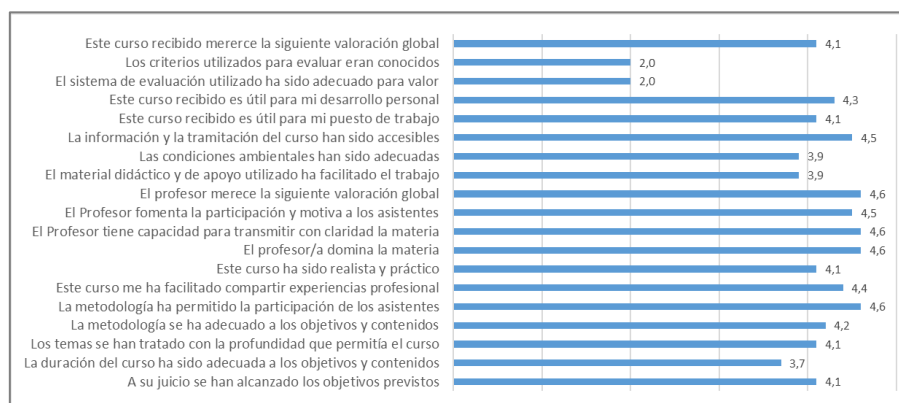 Este curso recibido mererce la siguiente valoración global 4,1
Los criterios utilizados para evaluar eran conocidos 2,0
El sistema de evaluación utilizado ha sido adecuado para valor 2,0
Este curso recibido es útil para mi desarrollo personal 4,3
Este curso recibido es útil para mi puesto de trabajo 4,1
La información y la tramitación del curso han sido accesibles 4,5
Las condiciones ambientales han sido adecuadas 3,9
El material didáctico y de apoyo utilizado ha facilitado el trabajo 3,9
El profesor merece la siguiente valoración global 4,6
El Profesor fomenta la participación y motiva a los asistentes 4,5
El Profesor tiene capacidad para transmitir con claridad la materia 4,6
El profesor/a domina la materia 4,6
Este curso ha sido realista y práctico 4,1
Este curso me ha facilitado compartir experiencias profesional 4,4
La metodología ha permitido la participación de los asistentes 4,6
La metodología se ha adecuado a los objetivos y contenidos 4,2
Los temas se han tratado con la profundidad que permitía el curso 4,1
La duración del curso ha sido adecuada a los objetivos y contenidos 3,7
A su juicio se han alcanzado los objetivos previstos 4,1